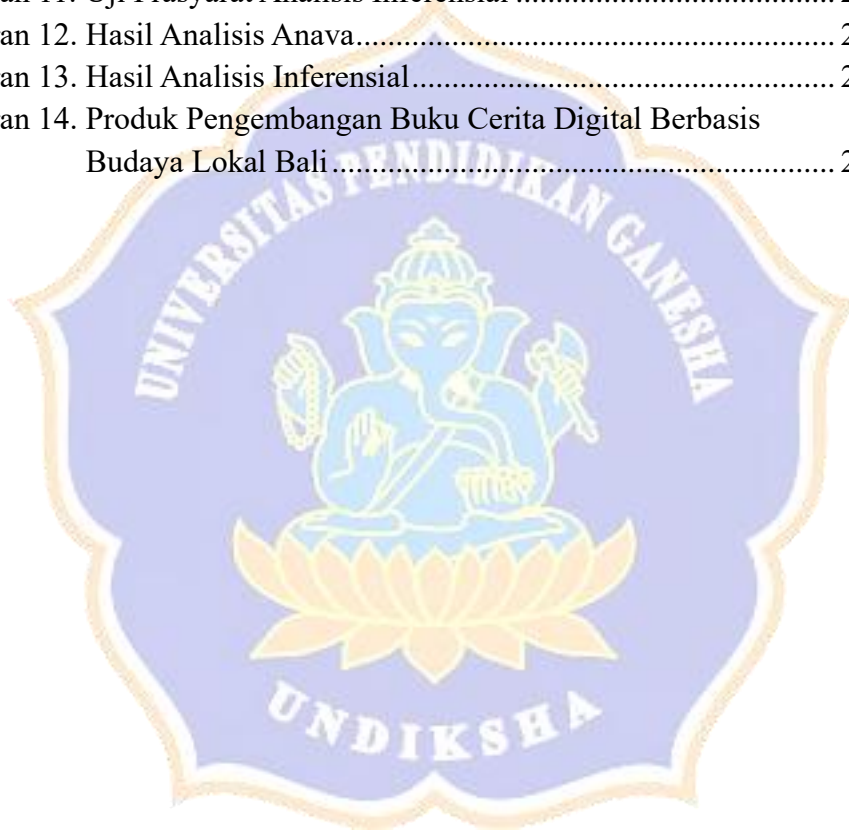 an 12. Hasil Analisis Anava.......................................................................... 2
an 13. Hasil Analisis Inferensial.................................................................. 2
an 14. Produk Pengembangan Buku Cerita Digital Berbasis
Budaya Lokal Bali.............................................................................. 2
UNIVERSITAS PENDIDIKAN GANESHA
UNDIKSHA